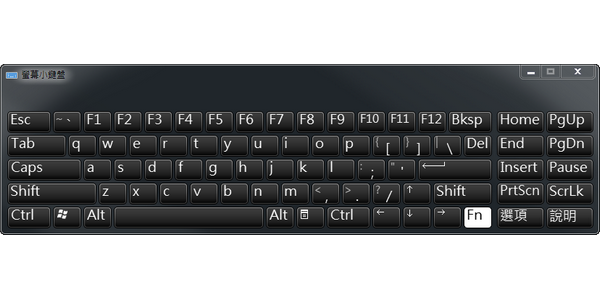 螢幕小鍵盤
Esc ~ ` F1 F2 F3 F4 F5 F6 F7 F8 F9 F10 F11 F12 Bksp Home PgUp
Tab q w e r t y u i o p { [ } ] | \ Del End PgDn
Caps a s d f g h j k l : ; " ' Insert Pause
Shift z x c v b n m < , > . ? / ↑ Shift PrtScn ScrLk
Ctrl Alt Alt Ctrl ← ↓ → Fn 選項 說明